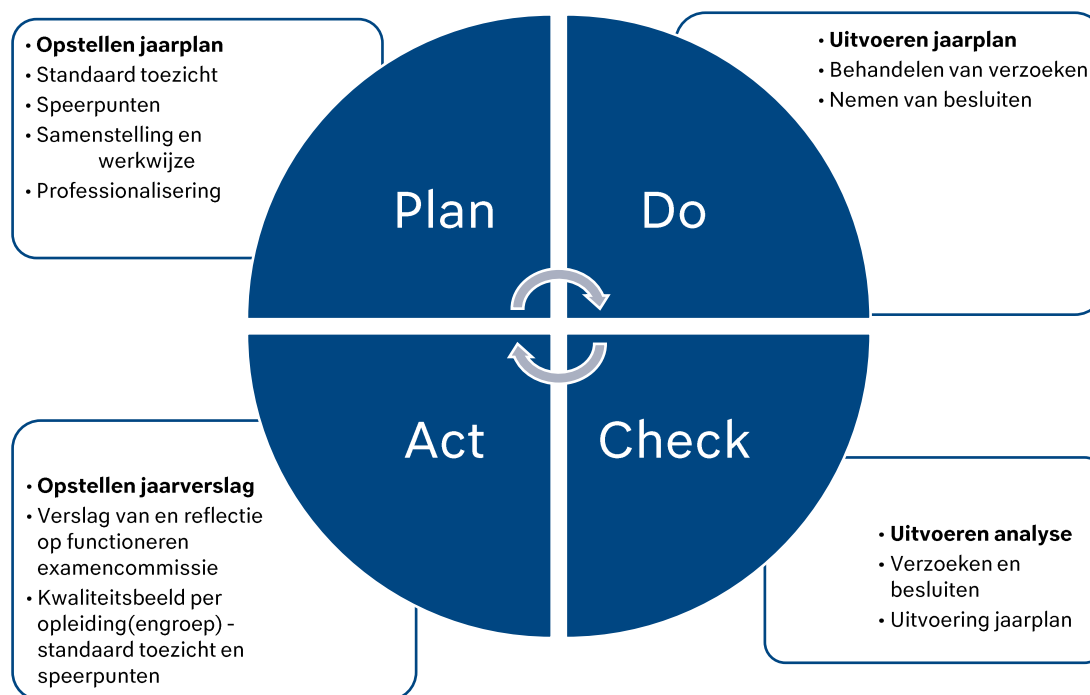 • Opstellen jaarplan
• Standaard toezicht
• Speerpunten
• Samenstelling en
werkwijze
• Professionalisering
• Uitvoeren jaarplan
• Behandelen van verzoeken
• Nemen van besluiten
Plan
Do
Act
Check
• Opstellen jaarverslag
• Verslag van en reflectie
op functioneren
examencommissie
• Kwaliteitsbeeld per
opleiding(engroep) -
standaard toezicht en
speerpunten
• Uitvoeren analyse
• Verzoeken en
besluiten
• Uitvoering jaarplan